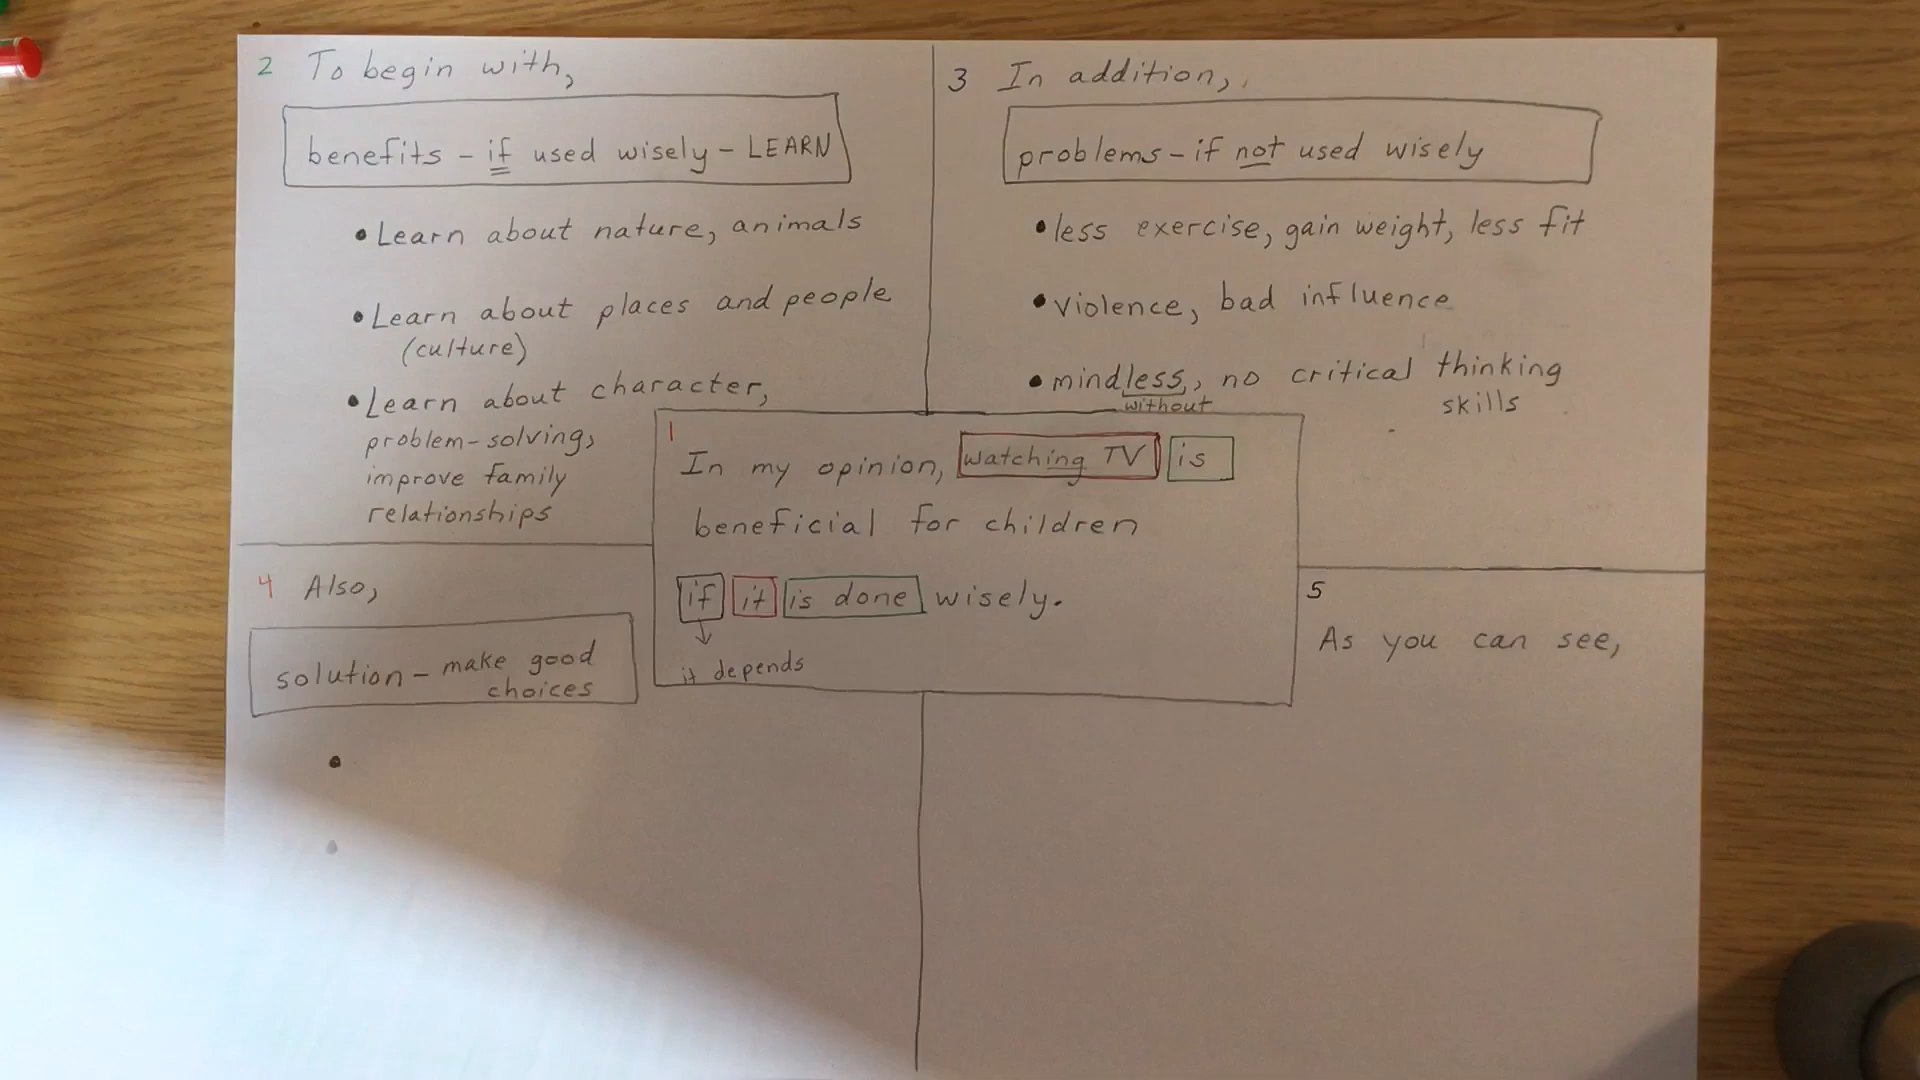 2 To begin with,
benefits - if used wisely - LEARN
• Learn about nature, animals
• Learn about places and people
(culture)
• Learn about character,
problem-solving,
improve family
relationships
3 In addition,
problems - if not used wisely
• less exercise, gain weight, less fit
• violence, bad influence
• mindless, no critical thinking
without
skills
1
In my opinion, watching TV is
beneficial for children
if it is done wisely.
it depends
4 Also,
solution - make good
choices
•
•
5
As you can see,